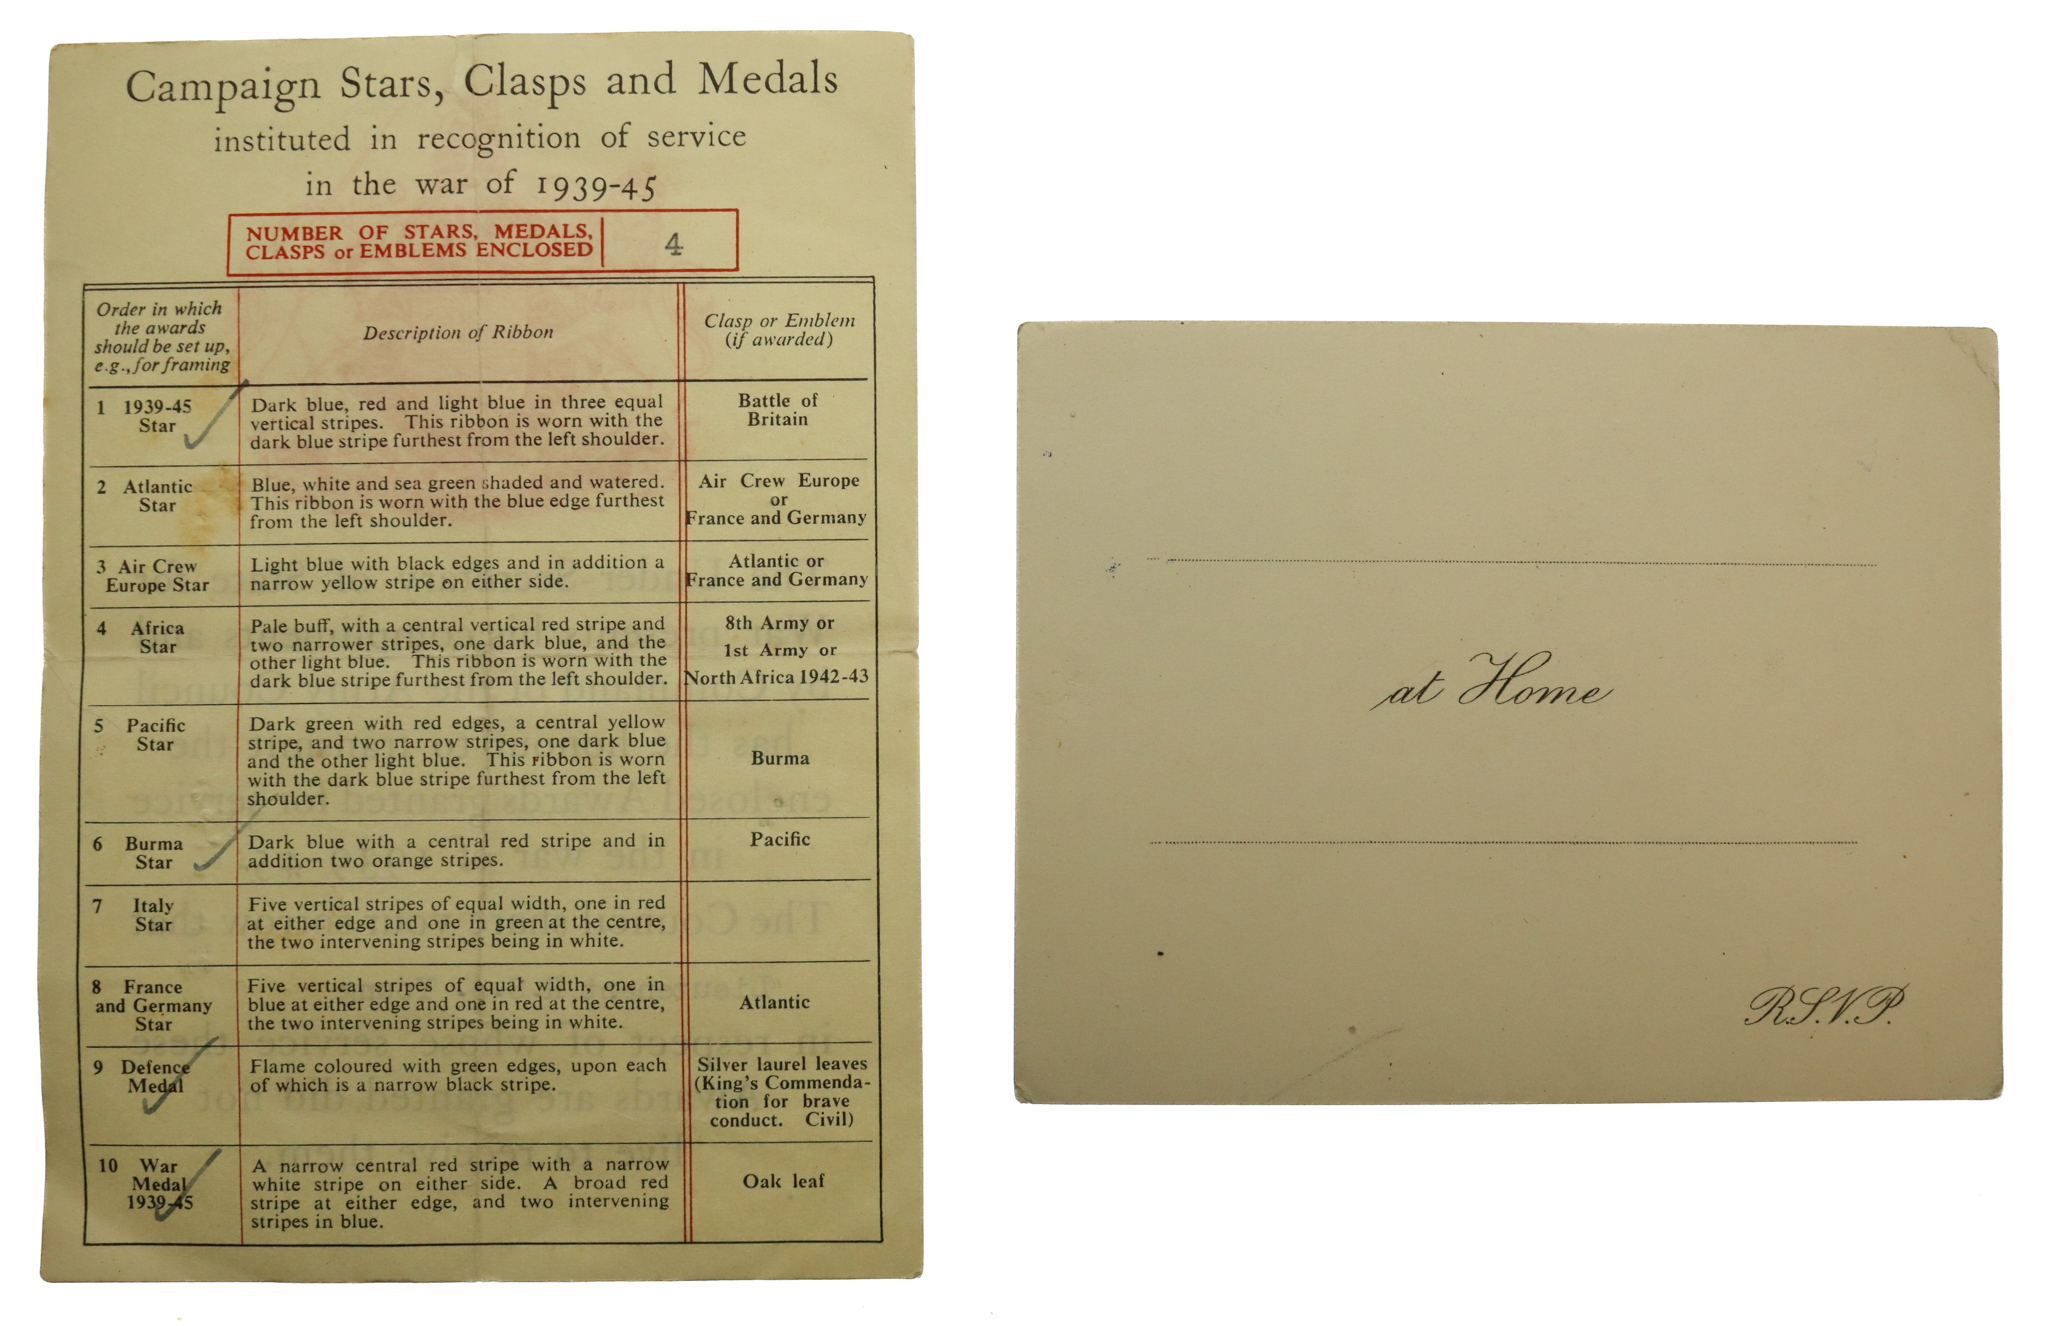 Campaign Stars, Clasps and Medals
instituted in recognition of service
in the war of 1939-45
NUMBER OF STARS, MEDALS,
CLASPS or EMBLEMS ENCLOSED
4
Order in which
the awards
should be set up,
e.g., for framing
Description of Ribbon
Clasp or Emblem
(if awarded)
1 1939-45
Star
Dark blue, red and light blue in three equal
vertical stripes. This ribbon is worn with the
dark blue stripe furthest from the left shoulder.
Battle of
Britain
2 Atlantic
Star
Blue, white and sea green shaded and watered.
This ribbon is worn with the blue edge furthest
from the left shoulder.
Air Crew Europe
or
France and Germany
3 Air Crew
Europe Star
Light blue with black edges and in addition a
narrow yellow stripe on either side.
Atlantic or
France and Germany
4 Africa
Star
Pale buff, with a central vertical red stripe and
two narrower stripes, one dark blue, and the
other light blue. This ribbon is worn with the
dark blue stripe furthest from the left shoulder.
8th Army or
1st Army or
North Africa 1942-43
5 Pacific
Star
Dark green with red edges, a central yellow
stripe, and two narrow stripes, one dark blue
and the other light blue. This ribbon is worn
with the dark blue stripe furthest from the left
shoulder.
Burma
6 Burma
Star
Dark blue with a central red stripe and in
addition two orange stripes.
Pacific
7 Italy
Star
Five vertical stripes of equal width, one in red
at either edge and one in green at the centre,
the two intervening stripes being in white.
8 France
and Germany
Star
Five vertical stripes of equal width, one in
blue at either edge and one in red at the centre,
the two intervening stripes being in white.
Atlantic
9 Defence
Medal
Flame coloured with green edges, upon each
of which is a narrow black stripe.
Silver laurel leaves
(King's Commenda-
tion for brave
conduct. Civil)
10 War
Medal
1939-45
A narrow central red stripe with a narrow
white stripe on either side. A broad red
stripe at either edge, and two intervening
stripes in blue.
Oak leaf
at Home
R.S.V.P.